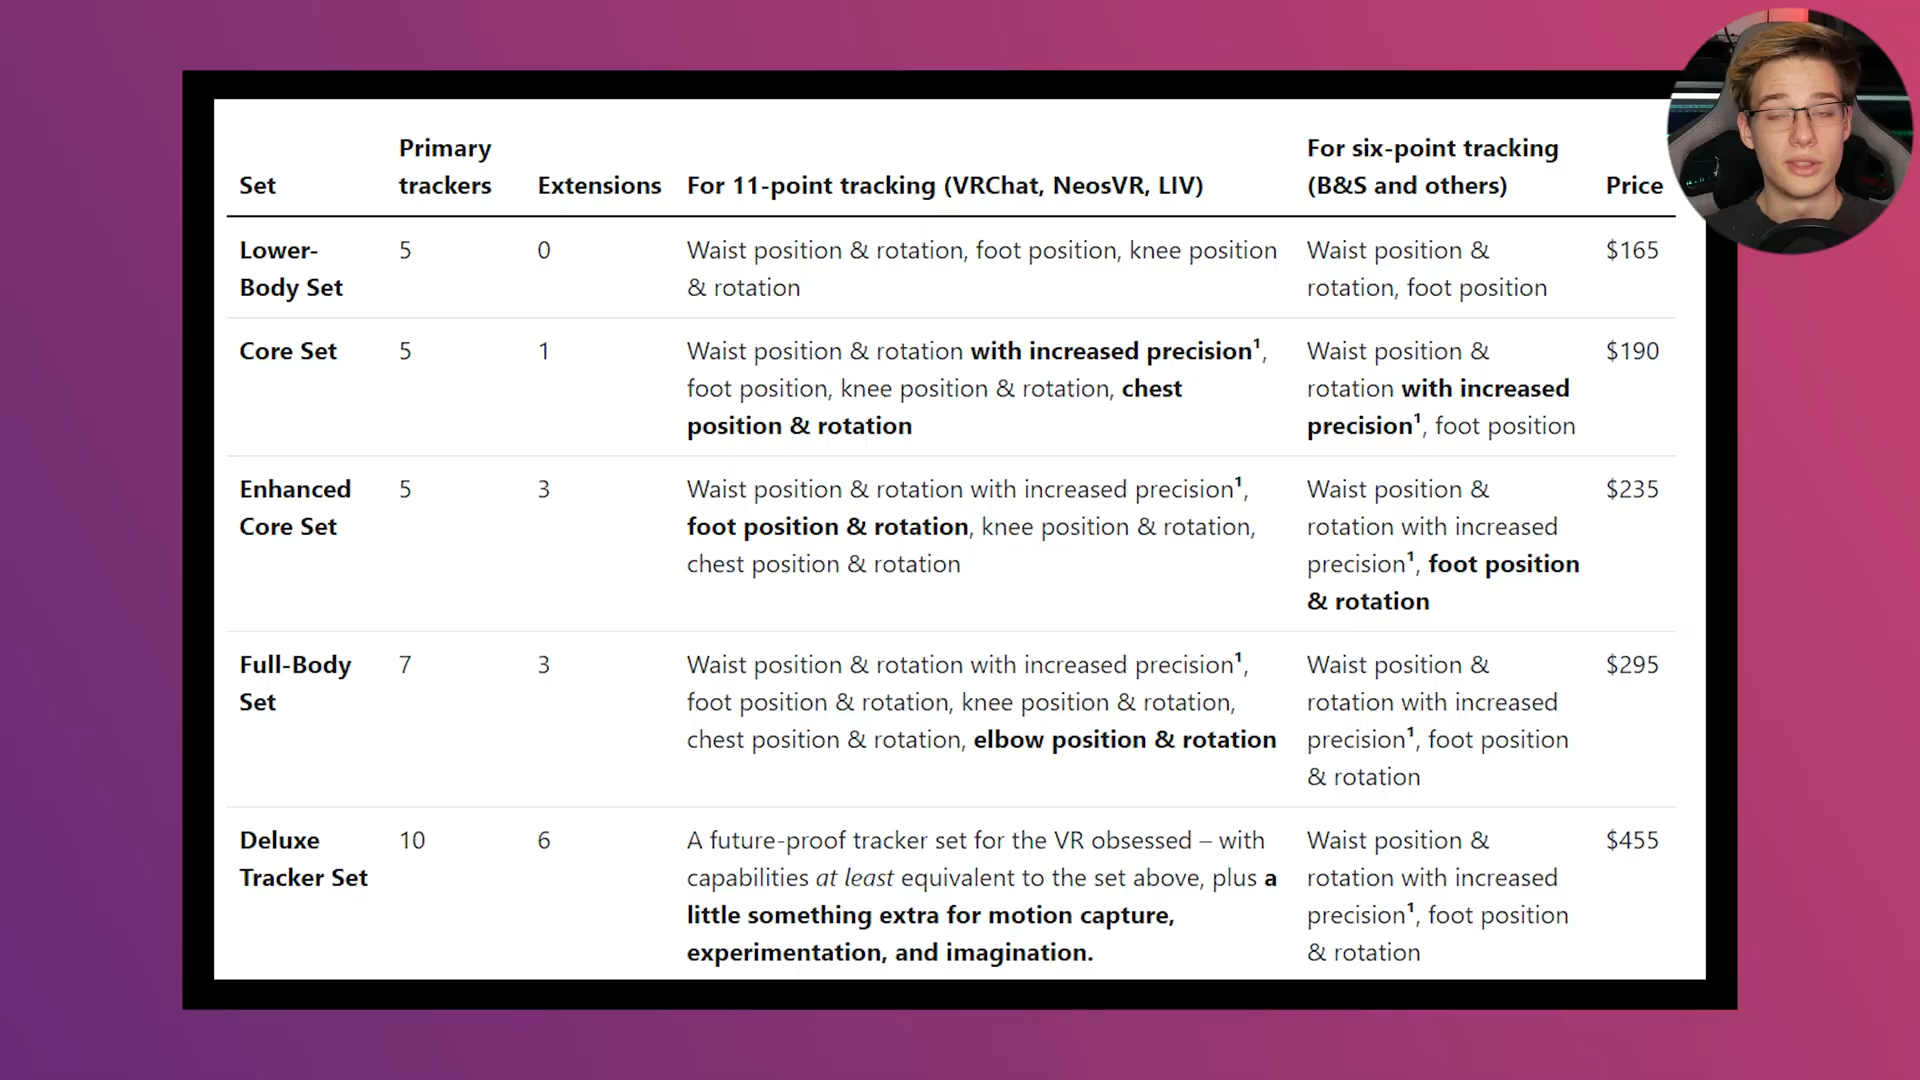 Set
Primary
trackers
Extensions
For 11-point tracking (VRChat, NeosVR, LIV)
For six-point tracking
(B&S and others)
Price
Lower-
Body Set
5
0
Waist position & rotation, foot position, knee position
& rotation
Waist position &
rotation, foot position
$165
Core Set
5
1
Waist position & rotation with increased precision¹,
foot position, knee position & rotation, chest
position & rotation
Waist position &
rotation with increased
precision¹, foot position
$190
Enhanced
Core Set
5
3
Waist position & rotation with increased precision¹,
foot position & rotation, knee position & rotation,
chest position & rotation
Waist position &
rotation with increased
precision¹, foot position
& rotation
$235
Full-Body
Set
7
3
Waist position & rotation with increased precision¹,
foot position & rotation, knee position & rotation,
chest position & rotation, elbow position & rotation
Waist position &
rotation with increased
precision¹, foot position
& rotation
$295
Deluxe
Tracker Set
10
6
A future-proof tracker set for the VR obsessed – with
capabilities at least equivalent to the set above, plus a
little something extra for motion capture,
experimentation, and imagination.
Waist position &
rotation with increased
precision¹, foot position
& rotation
$455